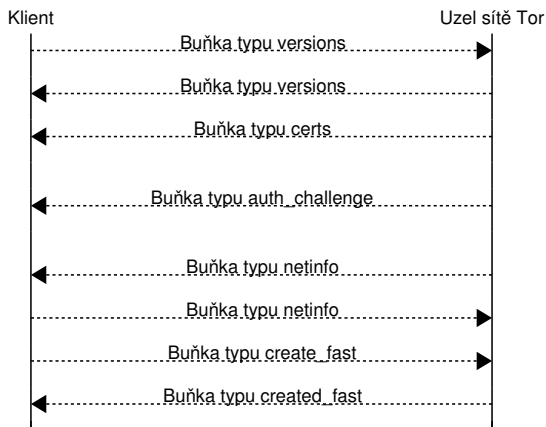 Klient
Uzel sítě Tor
Buňka typu versions
Buňka typu versions
Buňka typu certs
Buňka typu auth_challenge
Buňka typu netinfo
Buňka typu netinfo
Buňka typu create_fast
Buňka typu created_fast